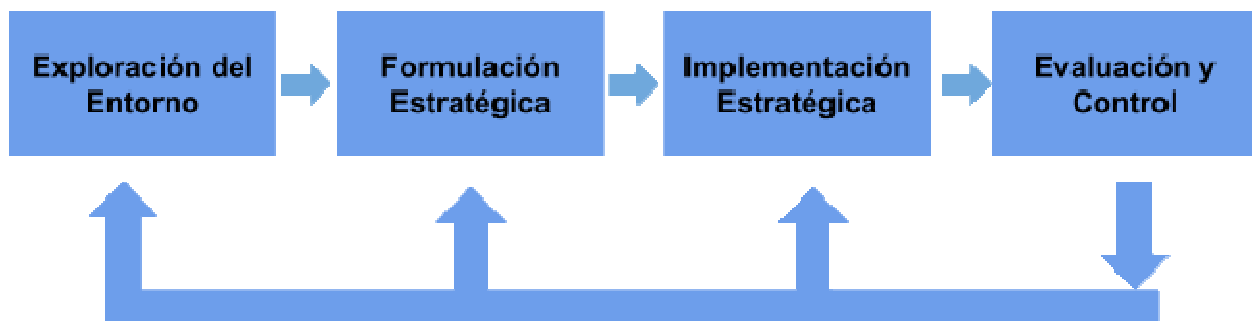 Exploración del
Entorno
Formulación
Estratégica
Implementación
Estratégica
Evaluación y
Control